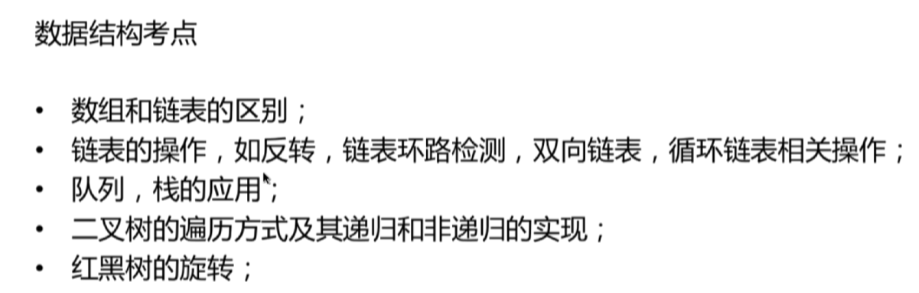 数据结构考点
• 数组和链表的区别；
• 链表的操作，如反转，链表环路检测，双向链表，循环链表相关操作；
• 队列，栈的应用；
• 二叉树的遍历方式及其递归和非递归的实现；
• 红黑树的旋转；